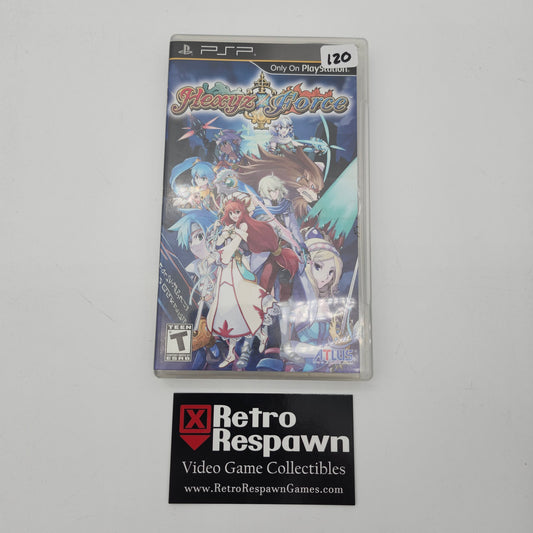 PSP
120
Only On PlayStation
Hexyz Force
TEEN
T
ESRB
ATLUS
X Retro
Respawn
Video Game Collectibles
www.RetroRespawnGames.com